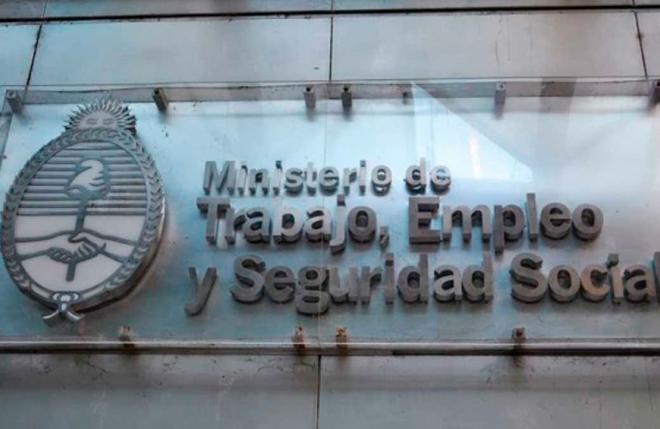 Ministerio de
Trabajo, Empleo
y Seguridad Social